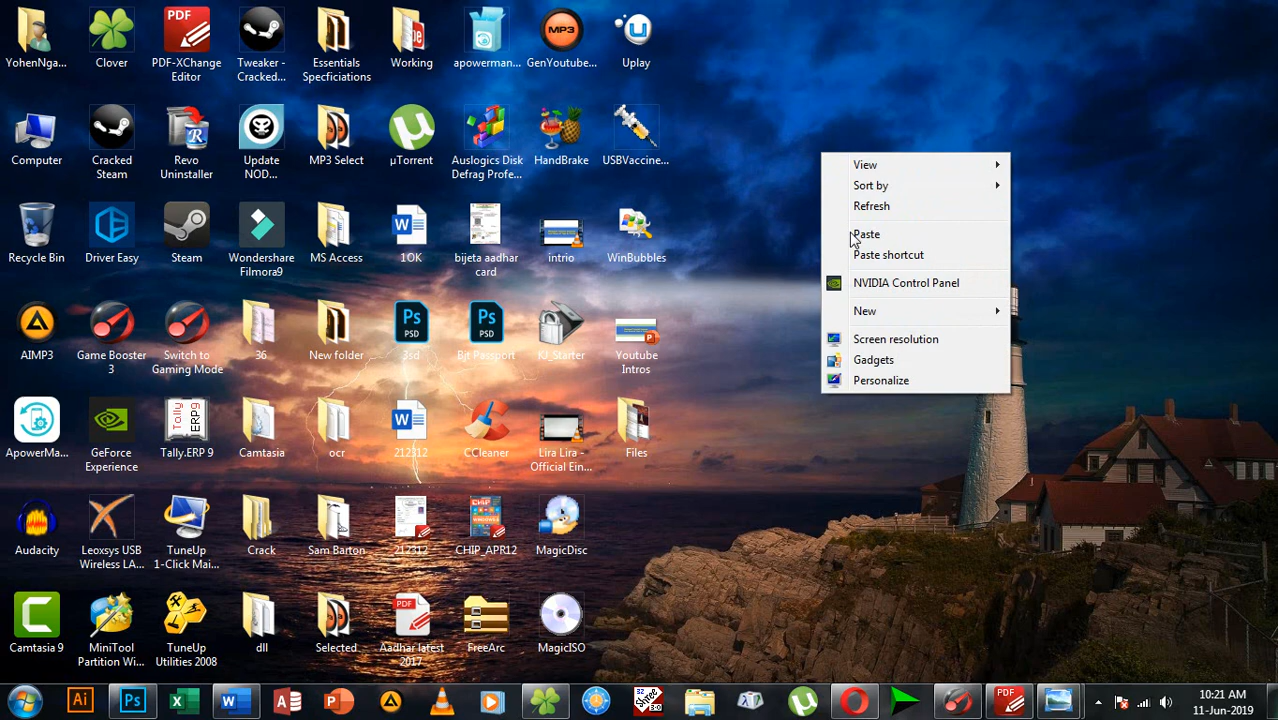 YohenNga...
Clover
PDF-XChange
Editor
Tweaker -
Cracked...
Essentials
Specficiations
Working
apowerman...
GenYoutube...
Uplay
Computer
Cracked
Steam
Revo
Uninstaller
Update
NOD...
MP3 Select
µTorrent
Auslogics Disk
Defrag Profe...
HandBrake
USBVaccine...
Recycle Bin
Driver Easy
Steam
Wondershare
Filmora9
MS Access
1OK
bijeta aadhar
card
intrio
WinBubbles
AIMP3
Game Booster
3
Switch to
Gaming Mode
36
New folder
3sd
Bjt Passport
KJ_Starter
Youtube
Intros
ApowerMa...
GeForce
Experience
Tally.ERP 9
Camtasia
ocr
212312
CCleaner
Lira Lira -
Official Ein...
Files
Audacity
Leoxsys USB
Wireless LA...
TuneUp
1-Click Mai...
Crack
Sam Barton
212312
CHIP_APR12
MagicDisc
Camtasia 9
MiniTool
Partition Wi...
TuneUp
Utilities 2008
dll
Selected
Aadhar latest
2017
FreeArc
MagicISO
View
Sort by
Refresh
Paste
Paste shortcut
NVIDIA Control Panel
New
Screen resolution
Gadgets
Personalize
10:21 AM
11-Jun-2019